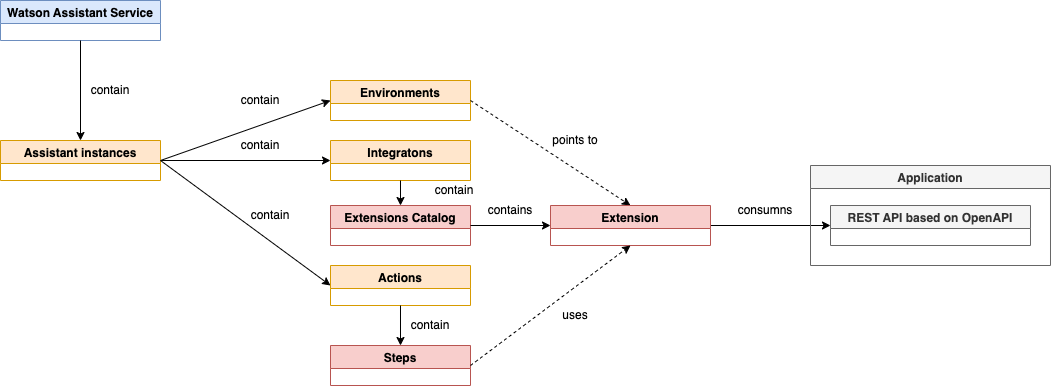 Watson Assistant Service
contain
Environments
contain
points to
Assistant instances
contain
Integratons
contain
Application
Extensions Catalog
contains
Extension
consumns
REST API based on OpenAPI
contain
Actions
contain
uses
Steps